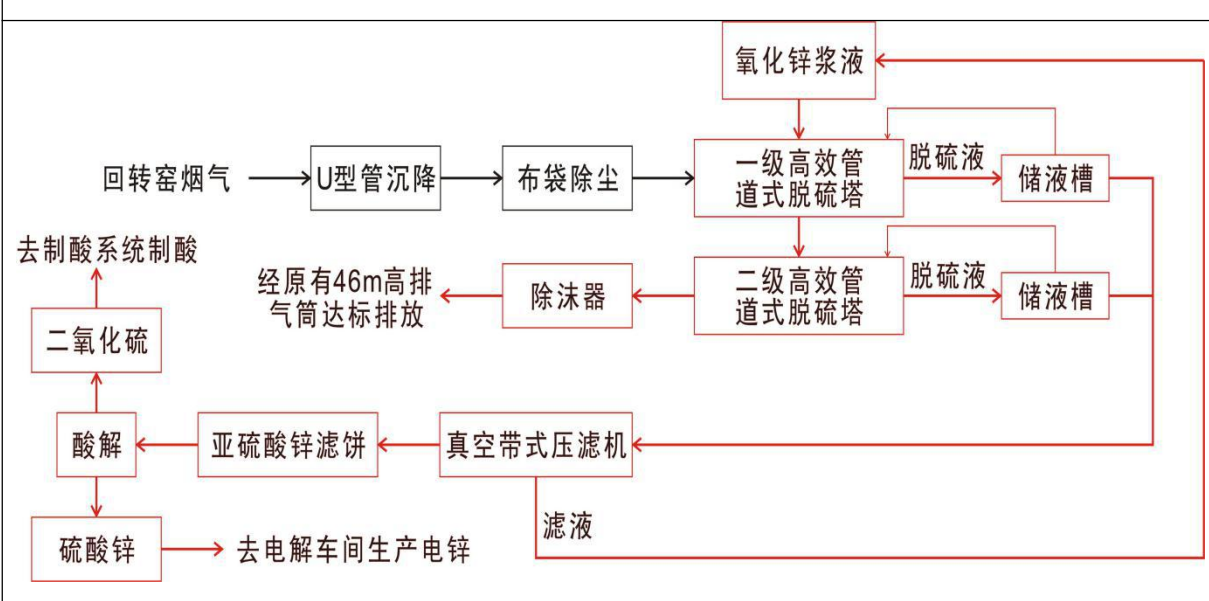 氧化锌浆液
回转窑烟气
U型管沉降
布袋除尘
一级高效管
道式脱硫塔
脱硫液
储液槽
去制酸系统制酸
经原有46m高排
气筒达标排放
除沫器
二级高效管
道式脱硫塔
脱硫液
储液槽
二氧化硫
酸解
亚硫酸锌滤饼
真空带式压滤机
滤液
硫酸锌
去电解车间生产电锌